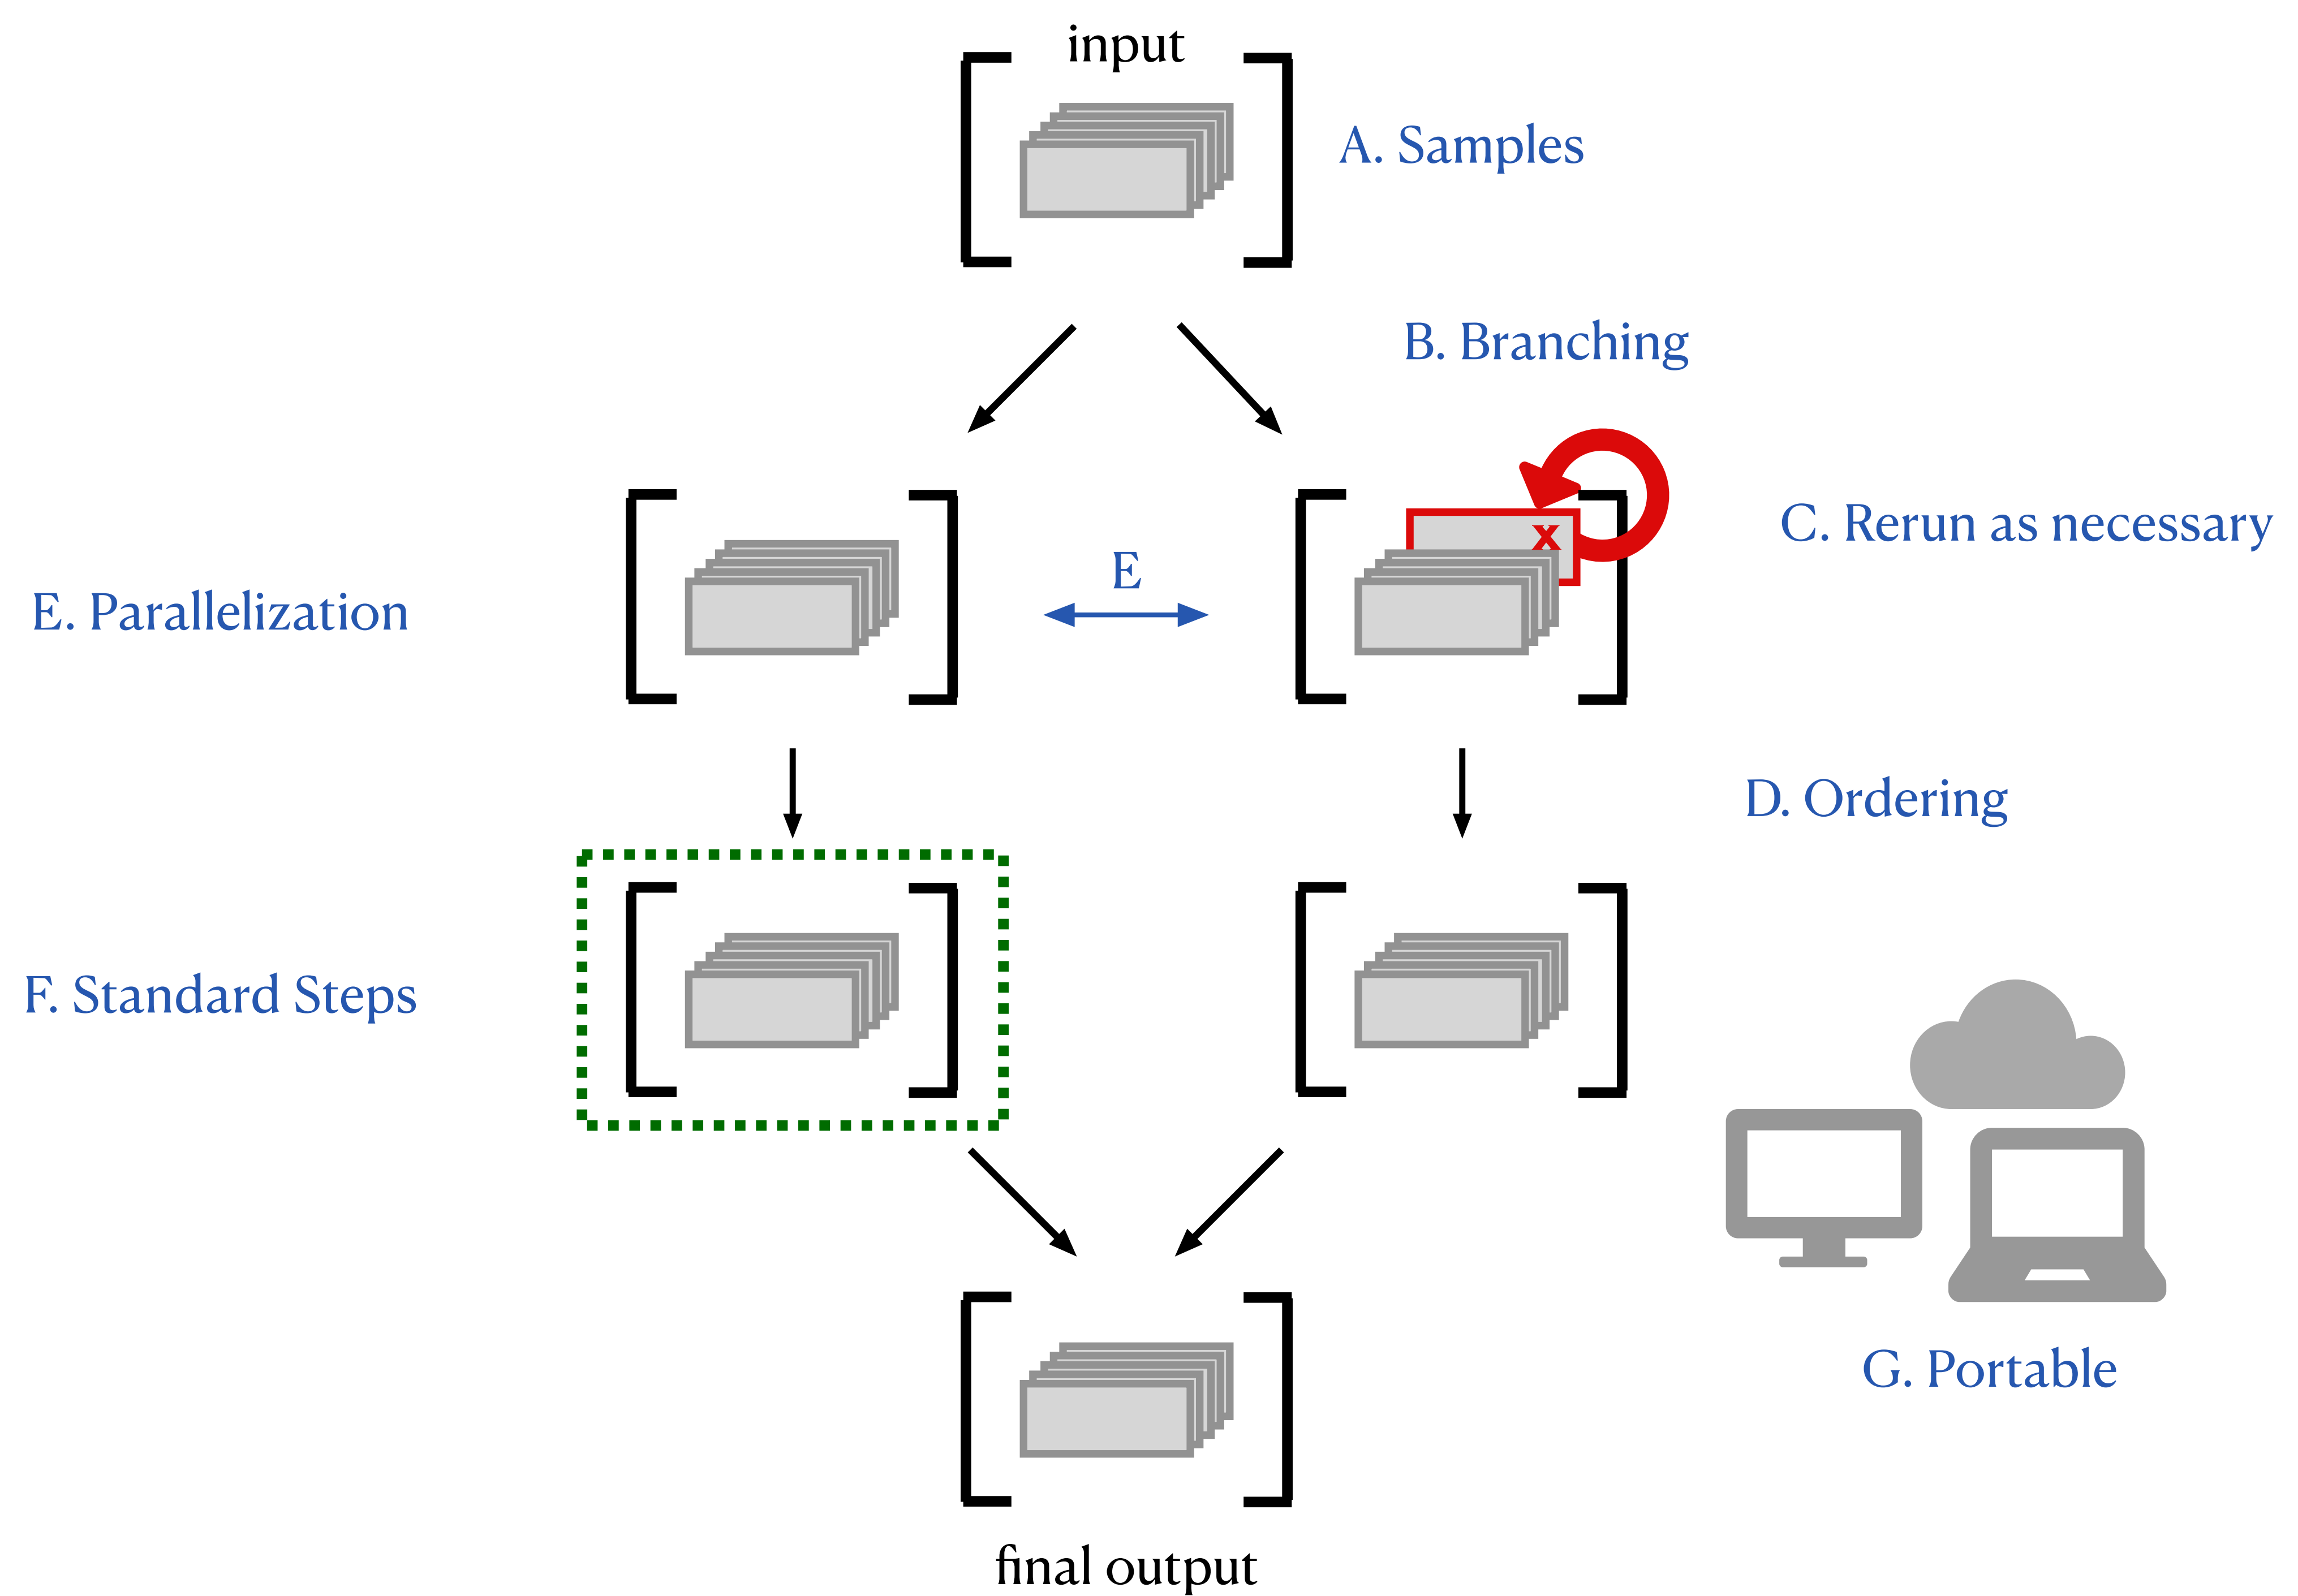 input
A. Samples
B. Branching
x
C. Rerun as necessary
E
E. Parallelization
D. Ordering
F. Standard Steps
G. Portable
final output